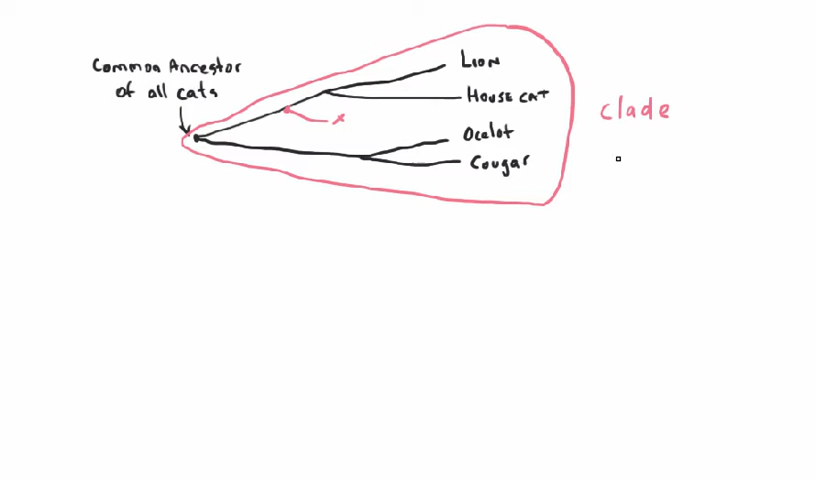 Common Ancestor
of all cats
Lion
House cat
x
Ocelot
Cougar
clade